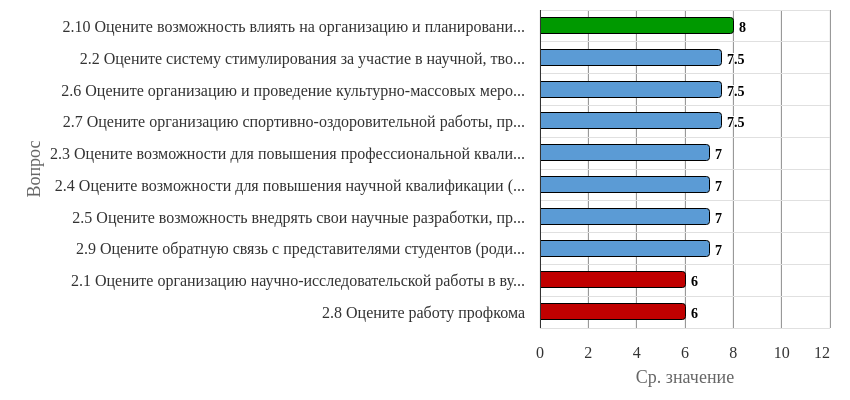 2.10 Оцените возможность влиять на организацию и планировани... 8
2.2 Оцените систему стимулирования за участие в научной, тво... 7.5
2.6 Оцените организацию и проведение культурно-массовых меро... 7.5
2.7 Оцените организацию спортивно-оздоровительной работы, пр... 7.5
2.3 Оцените возможности для повышения профессиональной квали... 7
2.4 Оцените возможности для повышения научной квалификации (... 7
2.5 Оцените возможность внедрять свои научные разработки, пр... 7
2.9 Оцените обратную связь с представителями студентов (роди... 7
2.1 Оцените организацию научно-исследовательской работы в ву... 6
2.8 Оцените работу профкома 6
Вопрос
0 2 4 6 8 10 12
Ср. значение